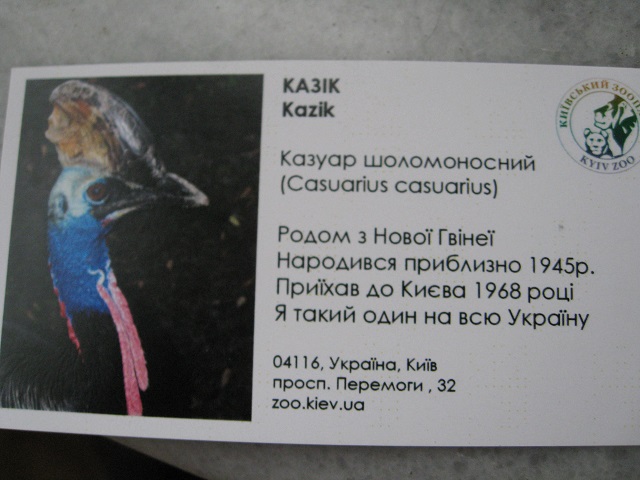 КАЗІК
Kazik
КИЇВСЬКИЙ
KYIV ZOO
Казуар шоломоносний
(Casuarius casuarius)
Родом з Нової Гвінеї
Народився приблизно 1945р.
Приїхав до Києва 1968 році
Я такий один на всю Україну
04116, Україна, Київ
просп. Перемоги , 32
zoo.kiev.ua